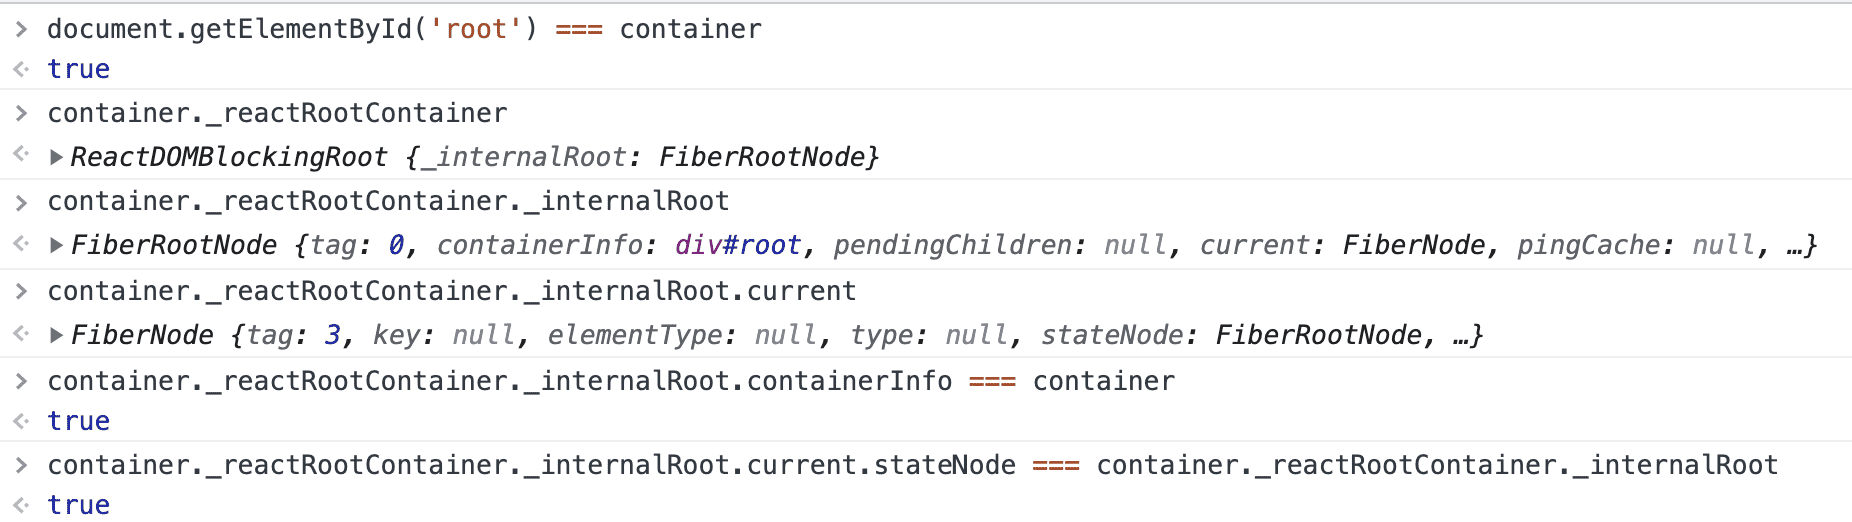 > document.getElementById('root') === container
true
> container._reactRootContainer
▶ReactDOMBlockingRoot {_internalRoot: FiberRootNode}
> container._reactRootContainer._internalRoot
▶FiberRootNode {tag: 0, containerInfo: div#root, pendingChildren: null, current: FiberNode, pingCache: null, …}
> container._reactRootContainer._internalRoot.current
▶FiberNode {tag: 3, key: null, elementType: null, type: null, stateNode: FiberRootNode, …}
> container._reactRootContainer._internalRoot.containerInfo === container
true
> container._reactRootContainer._internalRoot.current.stateNode === container._reactRootContainer._internalRoot
true